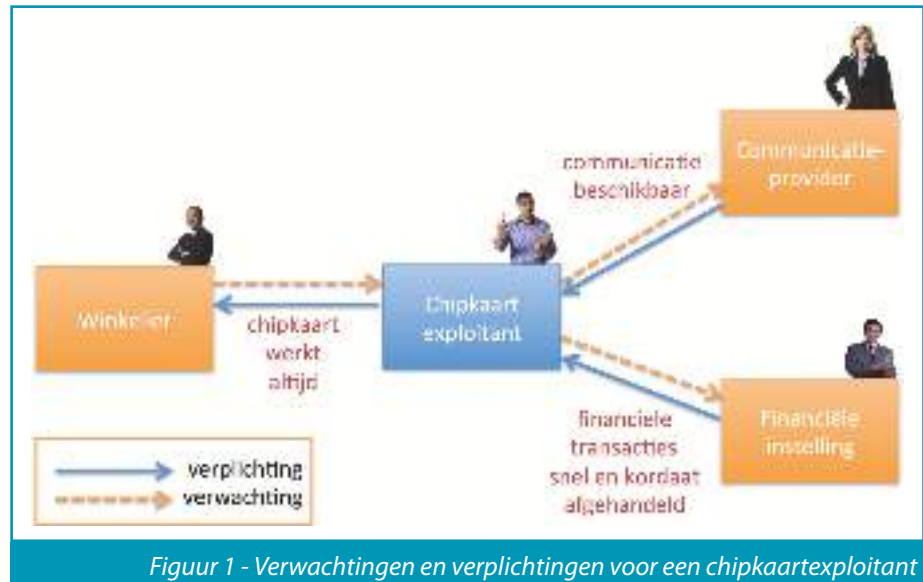 Communicatie-
provider
communicatie
beschikbaar
Winkelier
Chipkaart
exploitant
chipkaart
werkt
altijd
Financiële
instelling
financiele
transacties
snel en kordaat
afgehandeld
verplichting
verwachting
Figuur 1 - Verwachtingen en verplichtingen voor een chipkaartexploitant